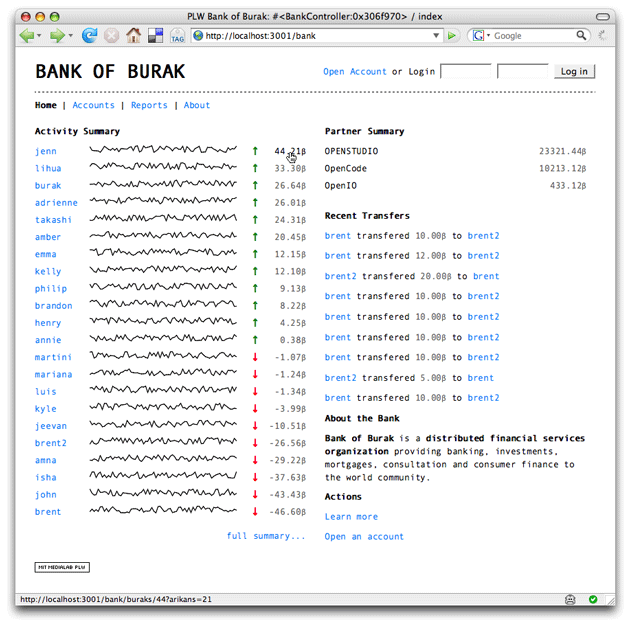 PLW Bank of Burak: #<BankController:0x306f970> / index
TAG
http://localhost:3001/bank
G
Google
BANK OF BURAK
Open Account or Login
Log in
Home | Accounts | Reports | About
Activity Summary
jenn ↑ 44.21β
lihua ↑ 33.30β
burak ↑ 26.64β
adrienne ↑ 26.01β
takashi ↑ 24.31β
amber ↑ 20.45β
emma ↑ 12.15β
kelly ↑ 12.10β
philip ↑ 9.13β
brandon ↑ 8.22β
henry ↑ 4.25β
annie ↑ 0.38β
martini ↓ -1.07β
mariana ↓ -1.24β
luis ↓ -1.34β
kyle ↓ -3.99β
jeevan ↓ -10.51β
brent2 ↓ -26.56β
amna ↓ -29.22β
isha ↓ -37.63β
john ↓ -43.43β
brent ↓ -46.60β
full summary...
Partner Summary
OPENSTUDIO 23321.44β
OpenCode 10213.12β
OpenIO 433.12β
Recent Transfers
brent transfered 10.00β to brent2
brent transfered 12.00β to brent2
brent2 transfered 20.00β to brent
brent transfered 10.00β to brent2
brent transfered 10.00β to brent2
brent transfered 10.00β to brent2
brent transfered 10.00β to brent2
brent2 transfered 5.00β to brent
brent transfered 10.00β to brent2
About the Bank
Bank of Burak is a distributed financial services
organization providing banking, investments,
mortgages, consultation and consumer finance to
the world community.
Actions
Learn more
Open an account
MIT MEDIALAB PLW
http://localhost:3001/bank/buraks/44?arikans=21